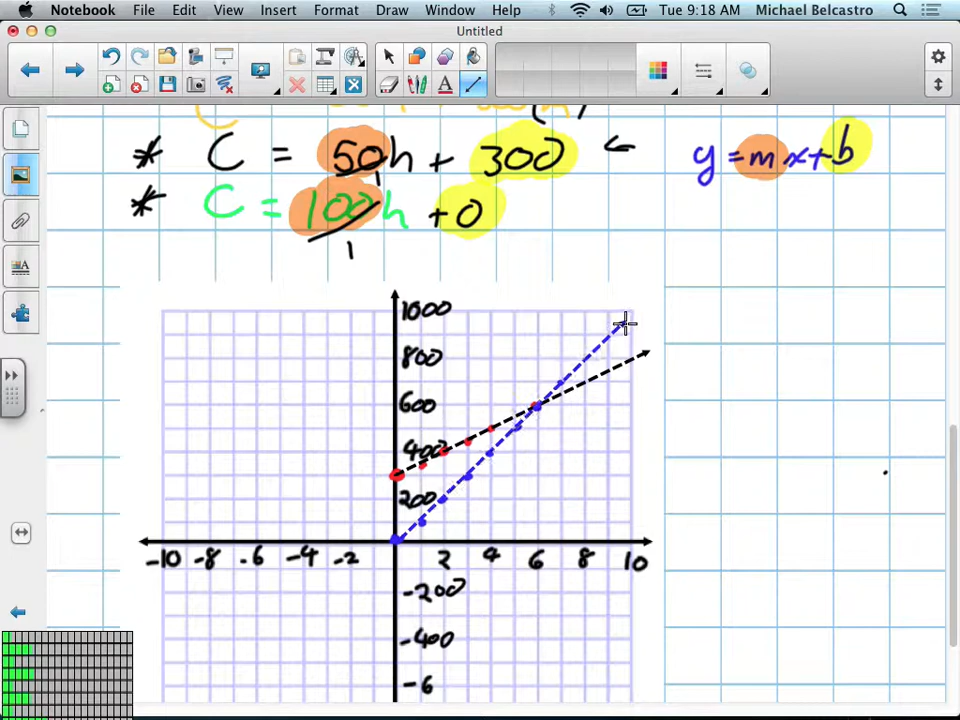 Notebook File Edit View Insert Format Draw Window Help Tue 9:18 AM Michael Belcastro
Untitled
* C = 50h + 300 ← y = mx + b
1
* C = 100h + 0
1
1000
800
600
400
200
-10 -8 -6 -4 -2 2 4 6 8 10
-200
-400
-6